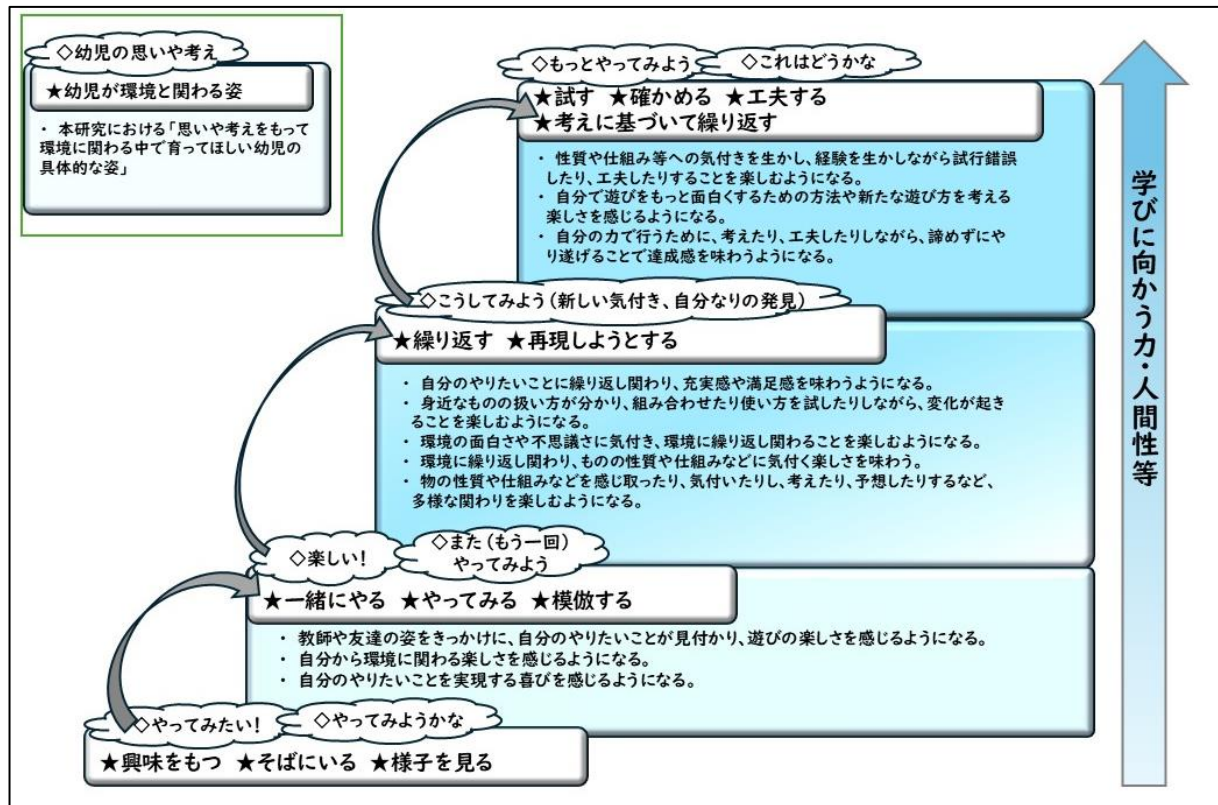 ◇幼児の思いや考え
★幼児が環境と関わる姿
・ 本研究における「思いや考えをもって
環境に関わる中で育ってほしい幼児の
具体的な姿」
◇もっとやってみよう
◇これはどうかな
★試す ★確かめる ★工夫する
★考えに基づいて繰り返す
・ 性質や仕組み等への気付きを生かし、経験を生かしながら試行錯誤
したり、工夫したりすることを楽しむようになる。
・ 自分で遊びをもっと面白くするための方法や新たな遊び方を考える
楽しさを感じるようになる。
・ 自分の力で行うために、考えたり、工夫したりしながら、諦めずにや
り遂げることで達成感を味わうようになる。
◇こうしてみよう(新しい気付き、自分なりの発見)
★繰り返す ★再現しようとする
・ 自分のやりたいことに繰り返し関わり、充実感や満足感を味わうようになる。
・ 身近なものの扱い方が分かり、組み合わせたり使い方を試したりしながら、変化が起き
ることを楽しむようになる。
・ 環境の面白さや不思議さに気付き、環境に繰り返し関わることを楽しむようになる。
・ 環境に繰り返し関わり、ものの性質や仕組みなどに気付く楽しさを味わう。
・ 物の性質や仕組みなどを感じ取ったり、気付いたりし、考えたり、予想したりするなど、
多様な関わりを楽しむようになる。
◇楽しい!
◇また(もう一回)
やってみよう
★一緒にやる ★やってみる ★模倣する
・ 教師や友達の姿をきっかけに、自分のやりたいことが見付かり、遊びの楽しさを感じるようになる。
・ 自分から環境に関わる楽しさを感じるようになる。
・ 自分のやりたいことを実現する喜びを感じるようになる。
◇やってみたい!
◇やってみようかな
★興味をもつ ★そばにいる ★様子を見る
学びに向かう力・人間性等